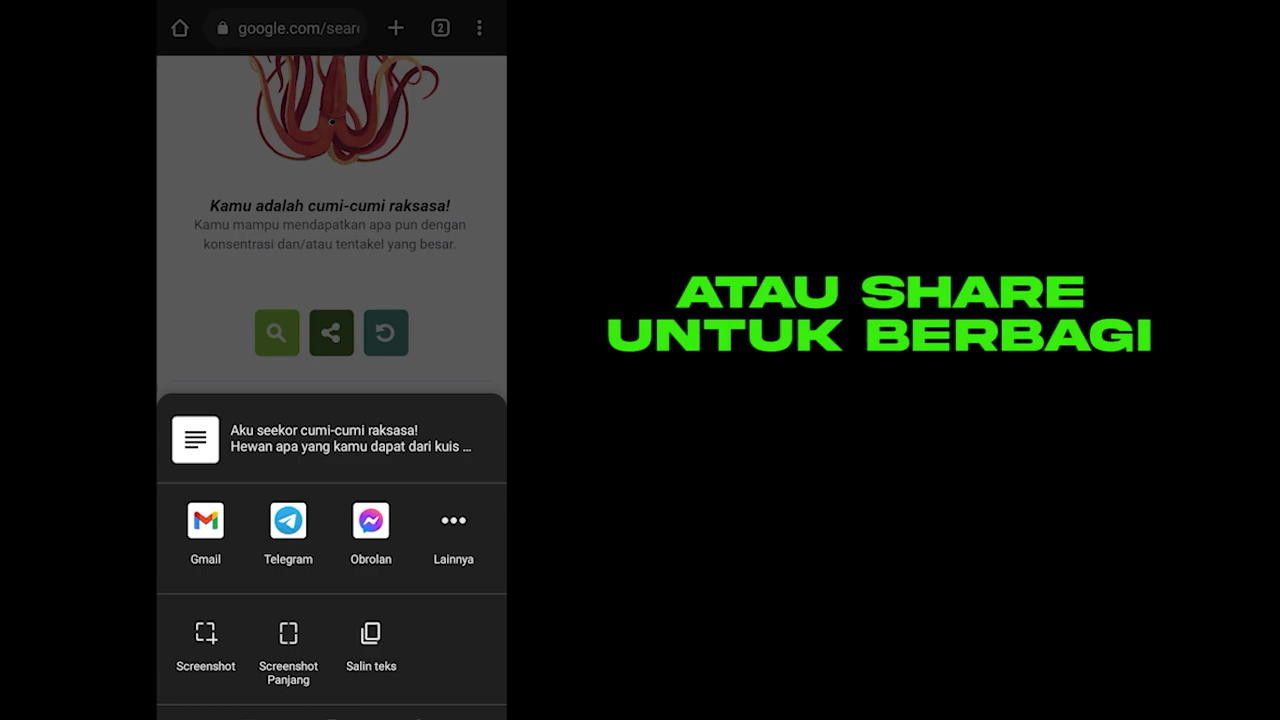 google.com/sear
2
Kamu adalah cumi-cumi raksasa!
Kamu mampu mendapatkan apa pun dengan
konsentrasi dan/atau tentakel yang besar.
ATAU SHARE
UNTUK BERBAGI
Aku seekor cumi-cumi raksasa!
Hewan apa yang kamu dapat dari kuis ...
Gmail
Telegram
Obrolan
Lainnya
Screenshot
Screenshot
Panjang
Salin teks